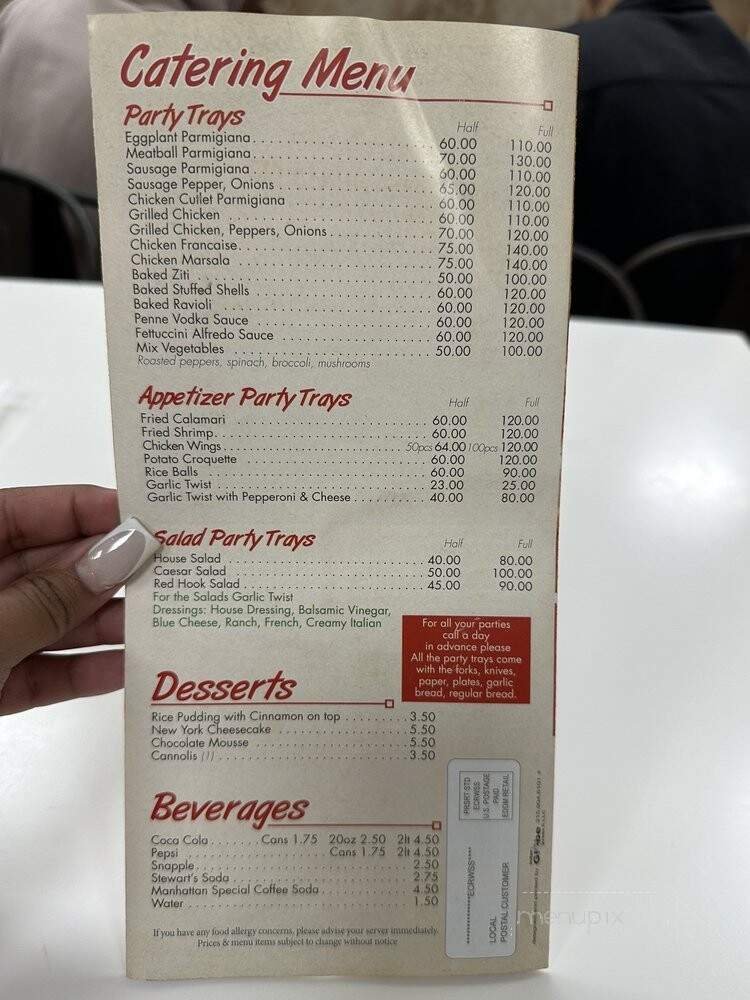 Catering Menu
Party Trays Half Full
Eggplant Parmigiana 60.00 110.00
Meatball Parmigiana 70.00 130.00
Sausage Parmigiana 60.00 110.00
Sausage Pepper, Onions 65.00 120.00
Chicken Cutlet Parmigiana 60.00 110.00
Grilled Chicken 60.00 110.00
Grilled Chicken, Peppers, Onions 70.00 120.00
Chicken Francaise 75.00 140.00
Chicken Marsala 75.00 140.00
Baked Ziti 50.00 100.00
Baked Stuffed Shells 60.00 120.00
Baked Ravioli 60.00 120.00
Penne Vodka Sauce 60.00 120.00
Fettuccini Alfredo Sauce 60.00 120.00
Mix Vegetables 50.00 100.00
Roasted peppers, spinach, broccoli, mushrooms
Appetizer Party Trays Half Full
Fried Calamari 60.00 120.00
Fried Shrimp 60.00 120.00
Chicken Wings 50pcs 64.00 100pcs 120.00
Potato Croquette 60.00 120.00
Rice Balls 60.00 90.00
Garlic Twist 23.00 25.00
Garlic Twist with Pepperoni & Cheese 40.00 80.00
Salad Party Trays Half Full
House Salad 40.00 80.00
Caesar Salad 50.00 100.00
Red Hook Salad 45.00 90.00
For the Salads Garlic Twist
Dressings: House Dressing, Balsamic Vinegar,
Blue Cheese, Ranch, French, Creamy Italian
For all your parties
call a day
in advance please
All the party trays come
with the forks, knives,
paper, plates, garlic
bread, regular bread.
Desserts
Rice Pudding with Cinnamon on top 3.50
New York Cheesecake 5.50
Chocolate Mousse 5.50
Cannolis (1) 3.50
Beverages
Coca Cola Cans 1.75 20oz 2.50 2lt 4.50
Pepsi Cans 1.75 2lt 4.50
Snapple 2.50
Stewart's Soda 2.75
Manhattan Special Coffee Soda 4.50
Water 1.50
If you have any food allergy concerns, please advise your server immediately.
Prices & menu items subject to change without notice
PRSRT STD
ECRWSS
U.S. POSTAGE
PAID
EDDM RETAIL
***************ECRWSS****
LOCAL
POSTAL CUSTOMER
menupix